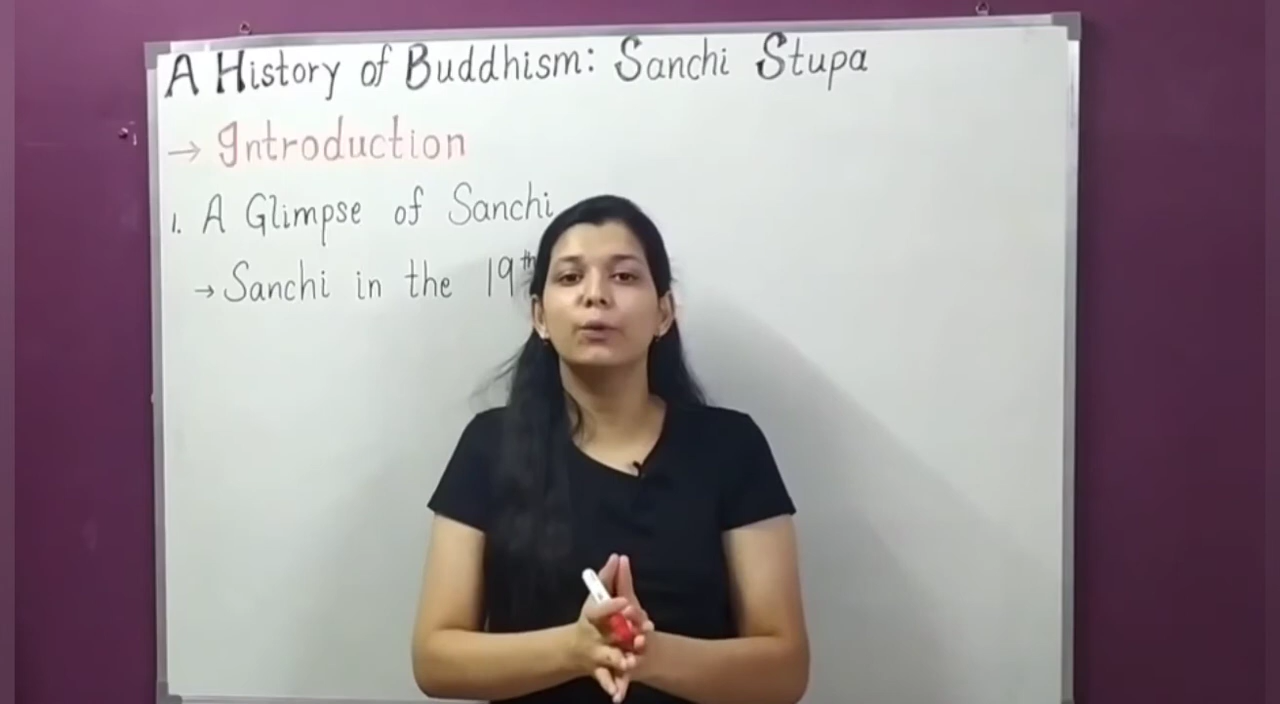 A History of Buddhism: Sanchi Stupa
→ Introduction
1. A Glimpse of Sanchi
→ Sanchi in the 19th